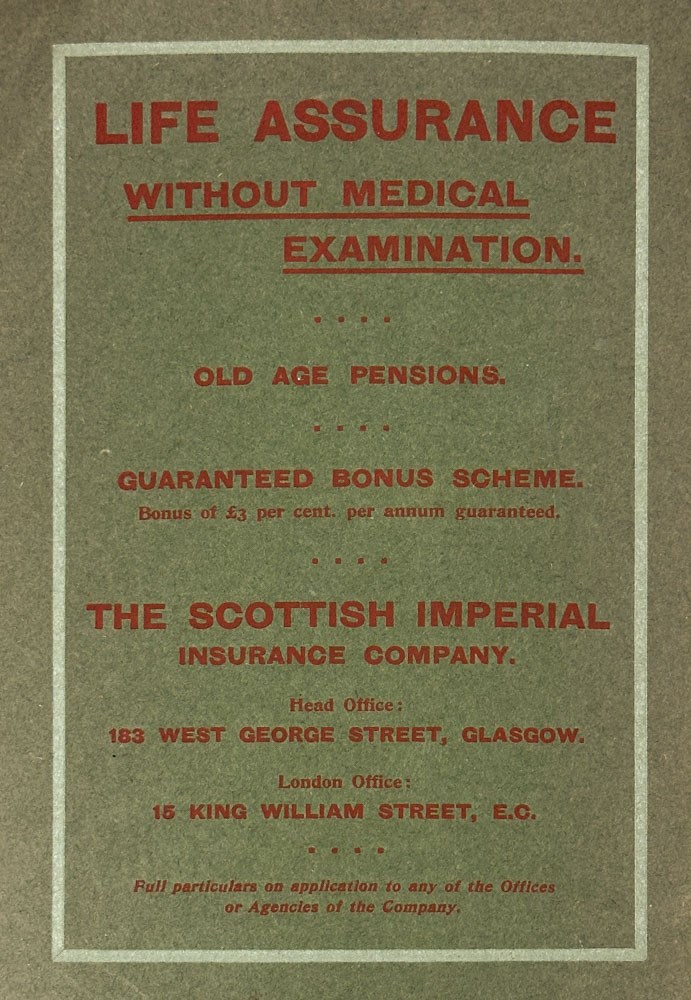 LIFE ASSURANCE
WITHOUT MEDICAL
EXAMINATION.
OLD AGE PENSIONS.
GUARANTEED BONUS SCHEME.
Bonus of £3 per cent. per annum guaranteed.
THE SCOTTISH IMPERIAL
INSURANCE COMPANY.
Head Office:
183 WEST GEORGE STREET, GLASGOW.
London Office:
15 KING WILLIAM STREET, E.C.
Full particulars on application to any of the Offices
or Agencies of the Company.